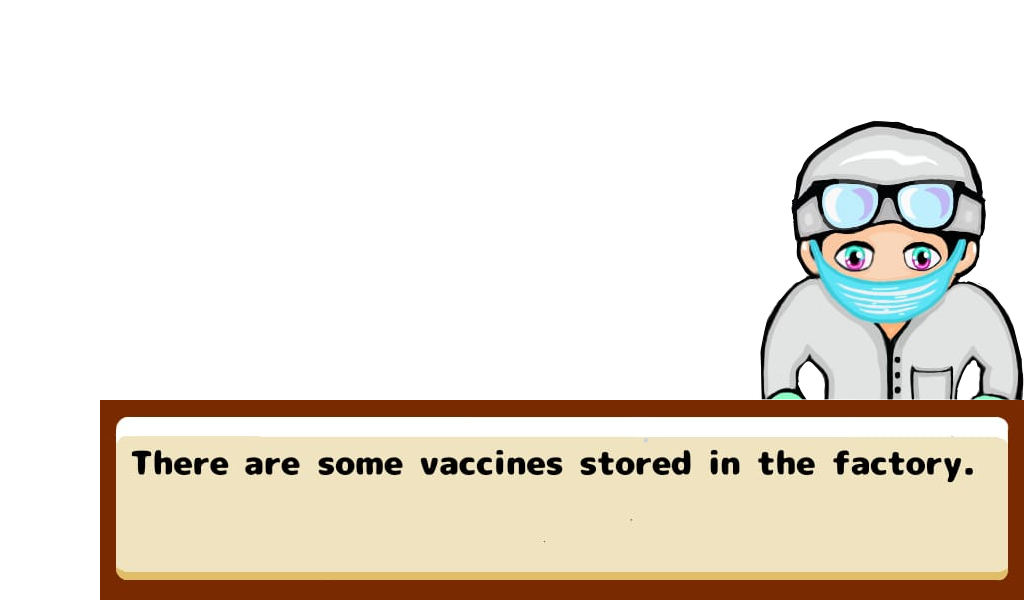 There are some vaccines stored in the factory.